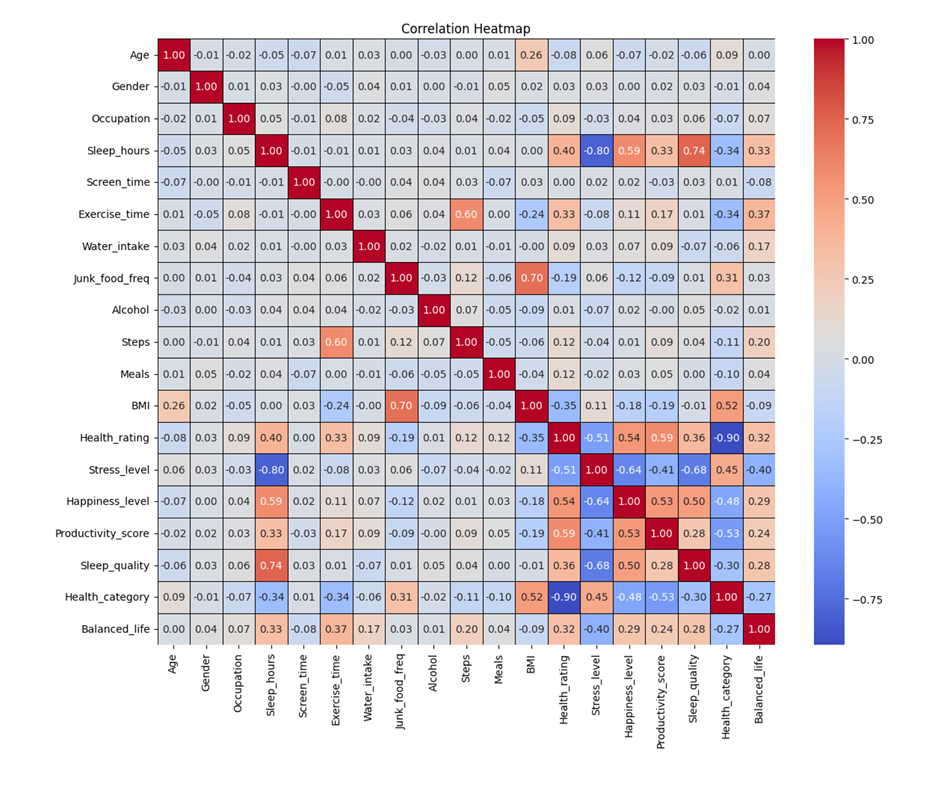 Correlation Heatmap
Age 1.00 -0.01 -0.02 -0.05 -0.07 0.01 0.03 0.00 -0.03 0.00 0.01 0.26 -0.08 0.06 -0.07 -0.02 -0.06 0.09 0.00
Gender -0.01 1.00 0.01 0.03 -0.00 -0.05 0.04 0.01 0.00 -0.01 0.05 0.02 0.03 0.03 0.00 0.02 0.03 -0.01 0.04
Occupation -0.02 0.01 1.00 0.05 -0.01 0.08 0.02 -0.04 -0.03 0.04 -0.02 -0.05 0.09 -0.03 0.04 0.03 0.06 -0.07 0.07
Sleep_hours -0.05 0.03 0.05 1.00 -0.01 -0.01 0.01 0.03 0.04 0.01 0.04 0.00 0.40 -0.80 0.59 0.33 0.74 -0.34 0.33
Screen_time -0.07 -0.00 -0.01 -0.01 1.00 -0.00 -0.00 0.04 0.04 0.03 -0.07 0.03 0.00 0.02 0.02 -0.03 0.03 0.01 -0.08
Exercise_time 0.01 -0.05 0.08 -0.01 -0.00 1.00 0.03 0.06 0.04 0.60 0.00 -0.24 0.33 -0.08 0.11 0.17 0.01 -0.34 0.37
Water_intake 0.03 0.04 0.02 0.01 -0.00 0.03 1.00 0.02 -0.02 0.01 -0.01 -0.00 0.09 0.03 0.07 0.09 -0.07 -0.06 0.17
Junk_food_freq 0.00 0.01 -0.04 0.03 0.04 0.06 0.02 1.00 -0.03 0.12 -0.06 0.70 -0.19 0.06 -0.12 -0.09 0.01 0.31 0.03
Alcohol -0.03 0.00 -0.03 0.04 0.04 0.04 -0.02 -0.03 1.00 0.07 -0.05 -0.09 0.01 -0.07 0.02 -0.00 0.05 -0.02 0.01
Steps 0.00 -0.01 0.04 0.01 0.03 0.60 0.01 0.12 0.07 1.00 -0.05 -0.06 0.12 -0.04 0.01 0.09 0.04 -0.11 0.20
Meals 0.01 0.05 -0.02 0.04 -0.07 0.00 -0.01 -0.06 -0.05 -0.05 1.00 -0.04 0.12 -0.02 0.03 0.05 0.00 -0.10 0.04
BMI 0.26 0.02 -0.05 0.00 0.03 -0.24 -0.00 0.70 -0.09 -0.06 -0.04 1.00 -0.35 0.11 -0.18 -0.19 -0.01 0.52 -0.09
Health_rating -0.08 0.03 0.09 0.40 0.00 0.33 0.09 -0.19 0.01 0.12 0.12 -0.35 1.00 -0.51 0.54 0.59 0.36 -0.90 0.32
Stress_level 0.06 0.03 -0.03 -0.80 0.02 -0.08 0.03 0.06 -0.07 -0.04 -0.02 0.11 -0.51 1.00 -0.64 -0.41 -0.68 0.45 -0.40
Happiness_level -0.07 0.00 0.04 0.59 0.02 0.11 0.07 -0.12 0.02 0.01 0.03 -0.18 0.54 -0.64 1.00 0.53 0.50 -0.48 0.29
Productivity_score -0.02 0.02 0.03 0.33 -0.03 0.17 0.09 -0.09 -0.00 0.09 0.05 -0.19 0.59 -0.41 0.53 1.00 0.28 -0.53 0.24
Sleep_quality -0.06 0.03 0.06 0.74 0.03 0.01 -0.07 0.01 0.05 0.04 0.00 -0.01 0.36 -0.68 0.50 0.28 1.00 -0.30 0.28
Health_category 0.09 -0.01 -0.07 -0.34 0.01 -0.34 -0.06 0.31 -0.02 -0.11 -0.10 0.52 -0.90 0.45 -0.48 -0.53 -0.30 1.00 -0.27
Balanced_life 0.00 0.04 0.07 0.33 -0.08 0.37 0.17 0.03 0.01 0.20 0.04 -0.09 0.32 -0.40 0.29 0.24 0.28 -0.27 1.00
Age
Gender
Occupation
Sleep_hours
Screen_time
Exercise_time
Water_intake
Junk_food_freq
Alcohol
Steps
Meals
BMI
Health_rating
Stress_level
Happiness_level
Productivity_score
Sleep_quality
Health_category
Balanced_life
1.00
0.75
0.50
0.25
0.00
-0.25
-0.50
-0.75